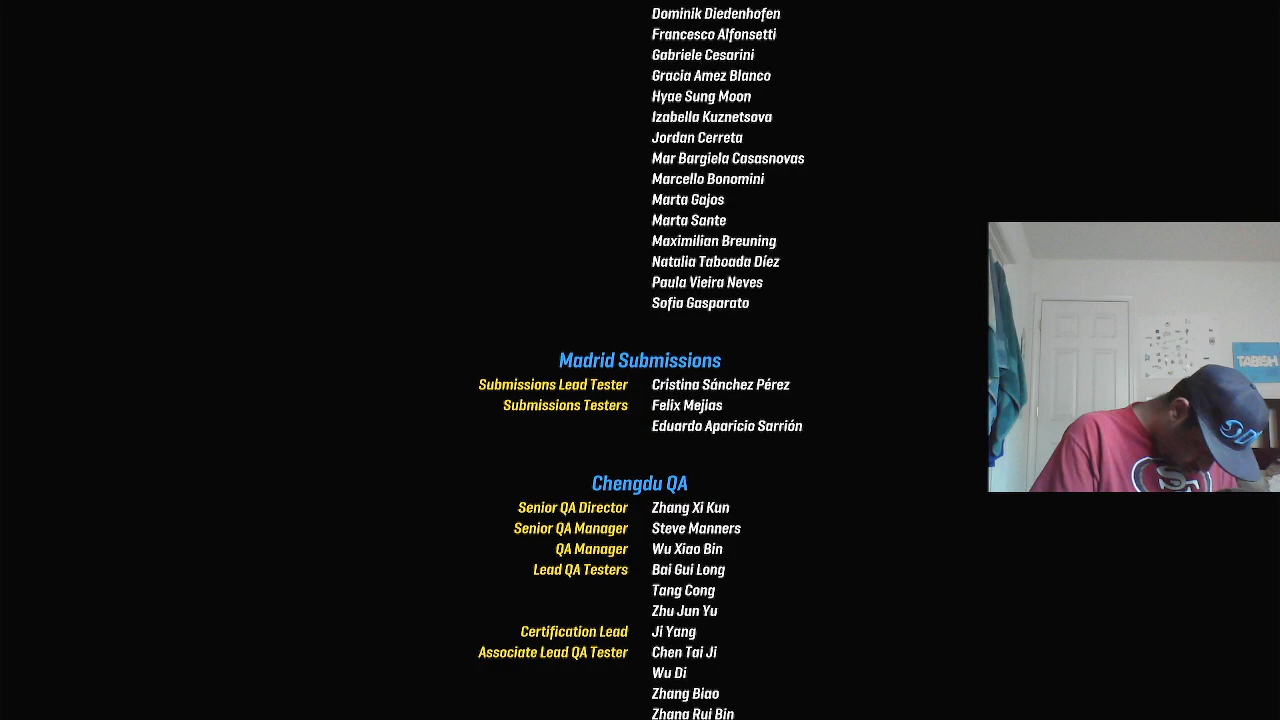 Dominik Diedenhofen
Francesco Alfonsetti
Gabriele Cesarini
Gracia Amez Blanco
Hyae Sung Moon
Izabella Kuznetsova
Jordan Cerreta
Mar Bargiela Casasnovas
Marcello Bonomini
Marta Gajos
Marta Sante
Maximilian Breuning
Natalia Taboada Díez
Paula Vieira Neves
Sofia Gasparato
Madrid Submissions
Submissions Lead Tester Cristina Sánchez Pérez
Submissions Testers Felix Mejias
Eduardo Aparicio Sarrión
Chengdu QA
Senior QA Director Zhang Xi Kun
Senior QA Manager Steve Manners
QA Manager Wu Xiao Bin
Lead QA Testers Bai Gui Long
Tang Cong
Zhu Jun Yu
Certification Lead Ji Yang
Associate Lead QA Tester Chen Tai Ji
Wu Di
Zhang Biao
Zhang Rui Bin
TABISH
SF